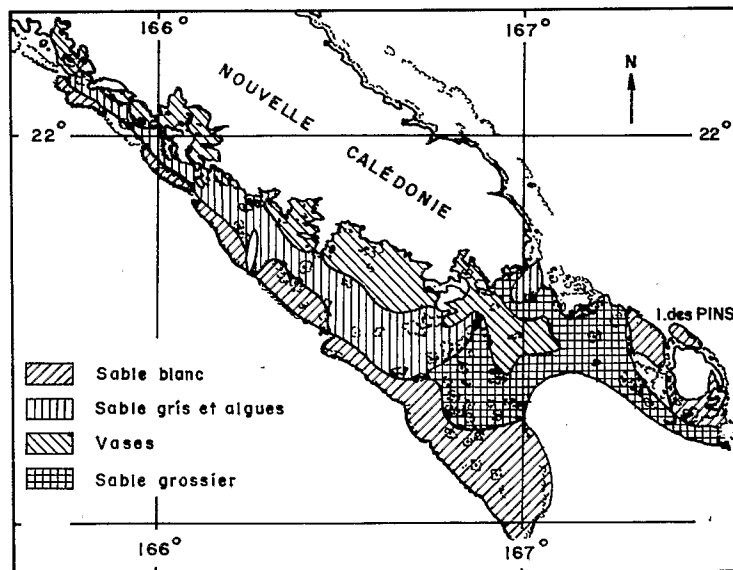 166°
167°
N
NOUVELLE
CALÉDONIE
22°
22°
I. des PINS
Sable blanc
Sable gris et algues
Vases
Sable grossier
166°
167°